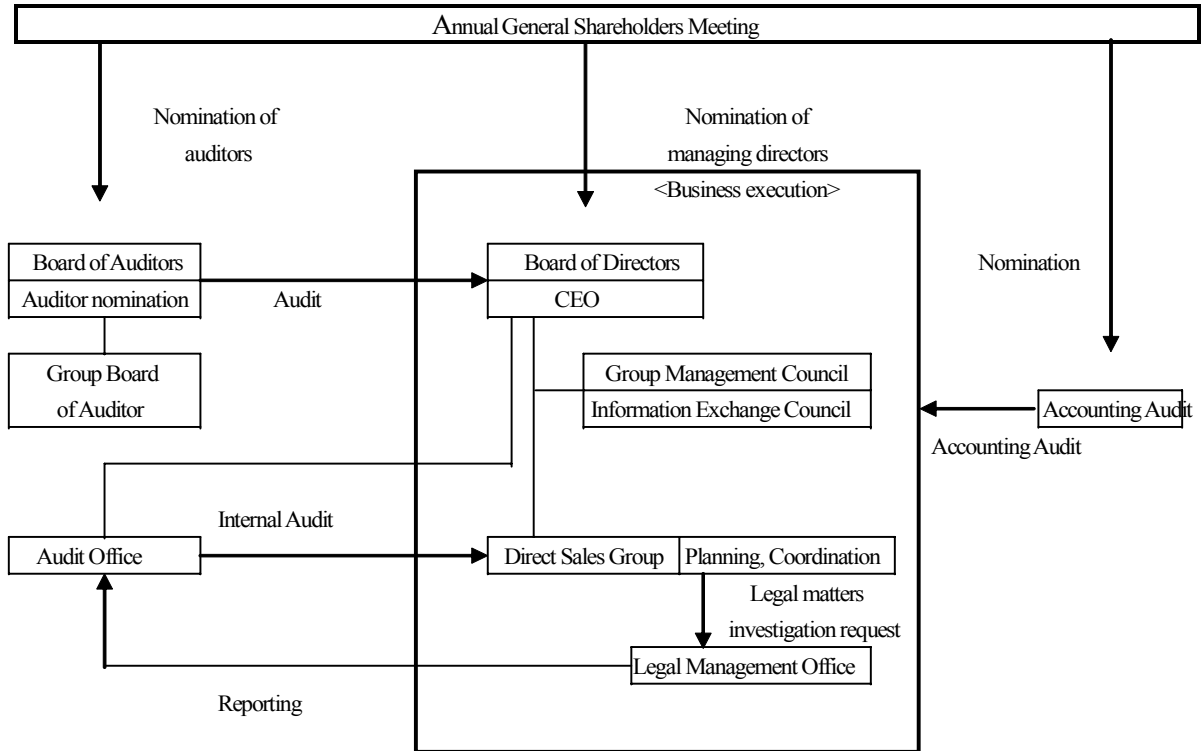 Annual General Shareholders Meeting
Nomination of
auditors
Nomination of
managing directors
<Business execution>
Board of Auditors
Auditor nomination
Audit
Board of Directors
CEO
Nomination
Group Board
of Auditor
Group Management Council
Information Exchange Council
Accounting Audit
Accounting Audit
Internal Audit
Audit Office
Direct Sales Group
Planning, Coordination
Legal matters
investigation request
Legal Management Office
Reporting